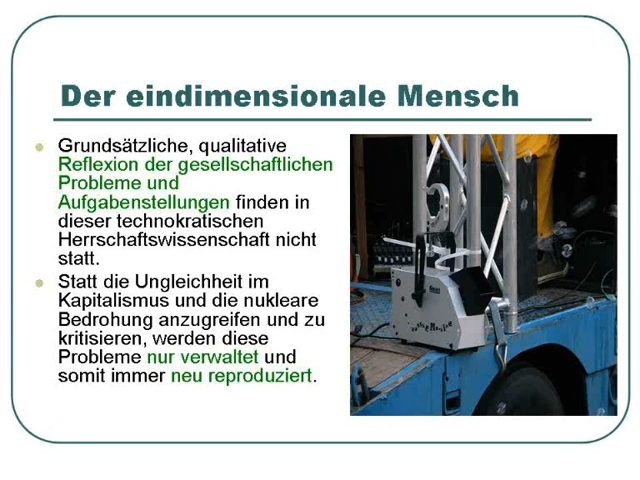 Der eindimensionale Mensch
Grundsätzliche, qualitative
Reflexion der gesellschaftlichen
Probleme und
Aufgabenstellungen finden in
dieser technokratischen
Herrschaftswissenschaft nicht
statt.
Statt die Ungleichheit im
Kapitalismus und die nukleare
Bedrohung anzugreifen und zu
kritisieren, werden diese
Probleme nur verwaltet und
somit immer neu reproduziert.